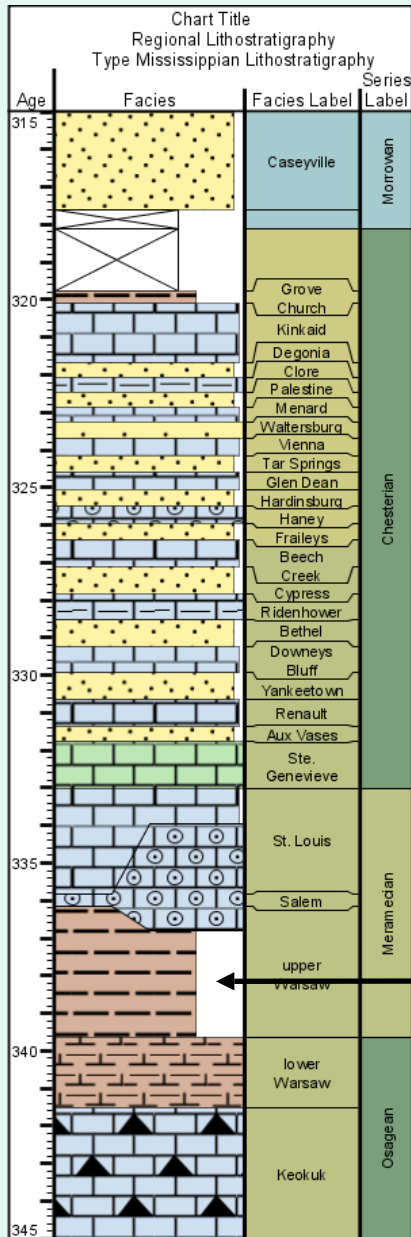 Chart Title
Regional Lithostratigraphy
Type Mississippian Lithostratigraphy
Age
Facies
Facies Label
Series
Label
315
320
325
330
335
340
345
Caseyville
Grove
Church
Kinkaid
Degonia
Clore
Palestine
Menard
Waltersburg
Vienna
Tar Springs
Glen Dean
Hardinsburg
Haney
Fraileys
Beech
Creek
Cypress
Ridenhower
Bethel
Downeys
Bluff
Yankeetown
Renault
Aux Vases
Ste.
Genevieve
St. Louis
Salem
upper
Warsaw
lower
Warsaw
Keokuk
Morrowan
Chesterian
Meramecian
Osagean